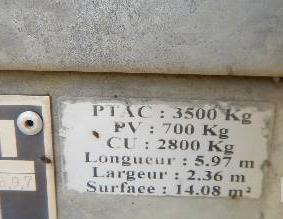 PTAC : 3500 Kg
PV : 700 Kg
CU : 2800 Kg
Longueur : 5.97 m
Largeur : 2.36 m
Surface : 14.08 m²